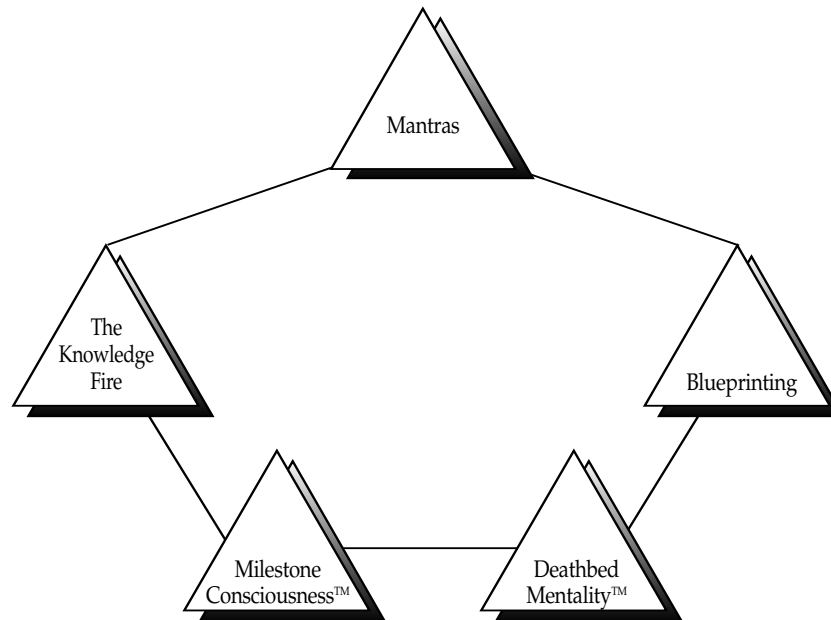 Mantras
The
Knowledge
Fire
Blueprinting
Milestone
Consciousness™
Deathbed
Mentality™